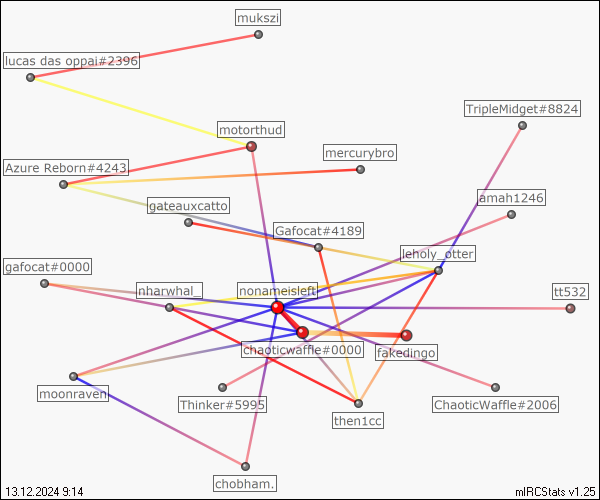 mukszi
lucas das oppai#2396
TripleMidget#8824
motorthud
mercurybro
Azure Reborn#4243
amah1246
gateauxcatto
Gafocat#4189
leholy_otter
gafocat#0000
nharwhal_
nonameisleft
tt532
chaoticwaffle#0000
fakedingo
moonraven
Thinker#5995
ChaoticWaffle#2006
then1cc
chobham.
13.12.2024 9:14
mIRCStats v1.25